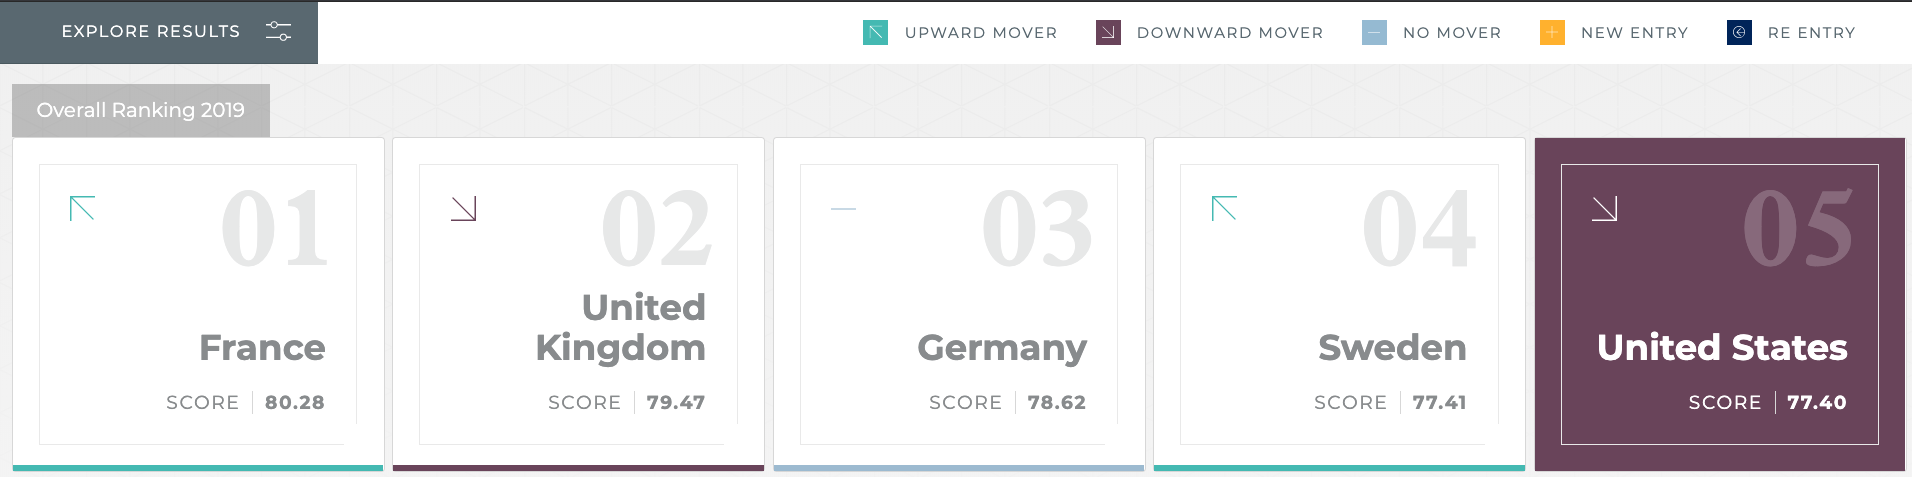 EXPLORE RESULTS
UPWARD MOVER
DOWNWARD MOVER
NO MOVER
NEW ENTRY
RE ENTRY
Overall Ranking 2019
01
France
SCORE 80.28
02
United
Kingdom
SCORE 79.47
03
Germany
SCORE 78.62
04
Sweden
SCORE 77.41
05
United States
SCORE 77.40